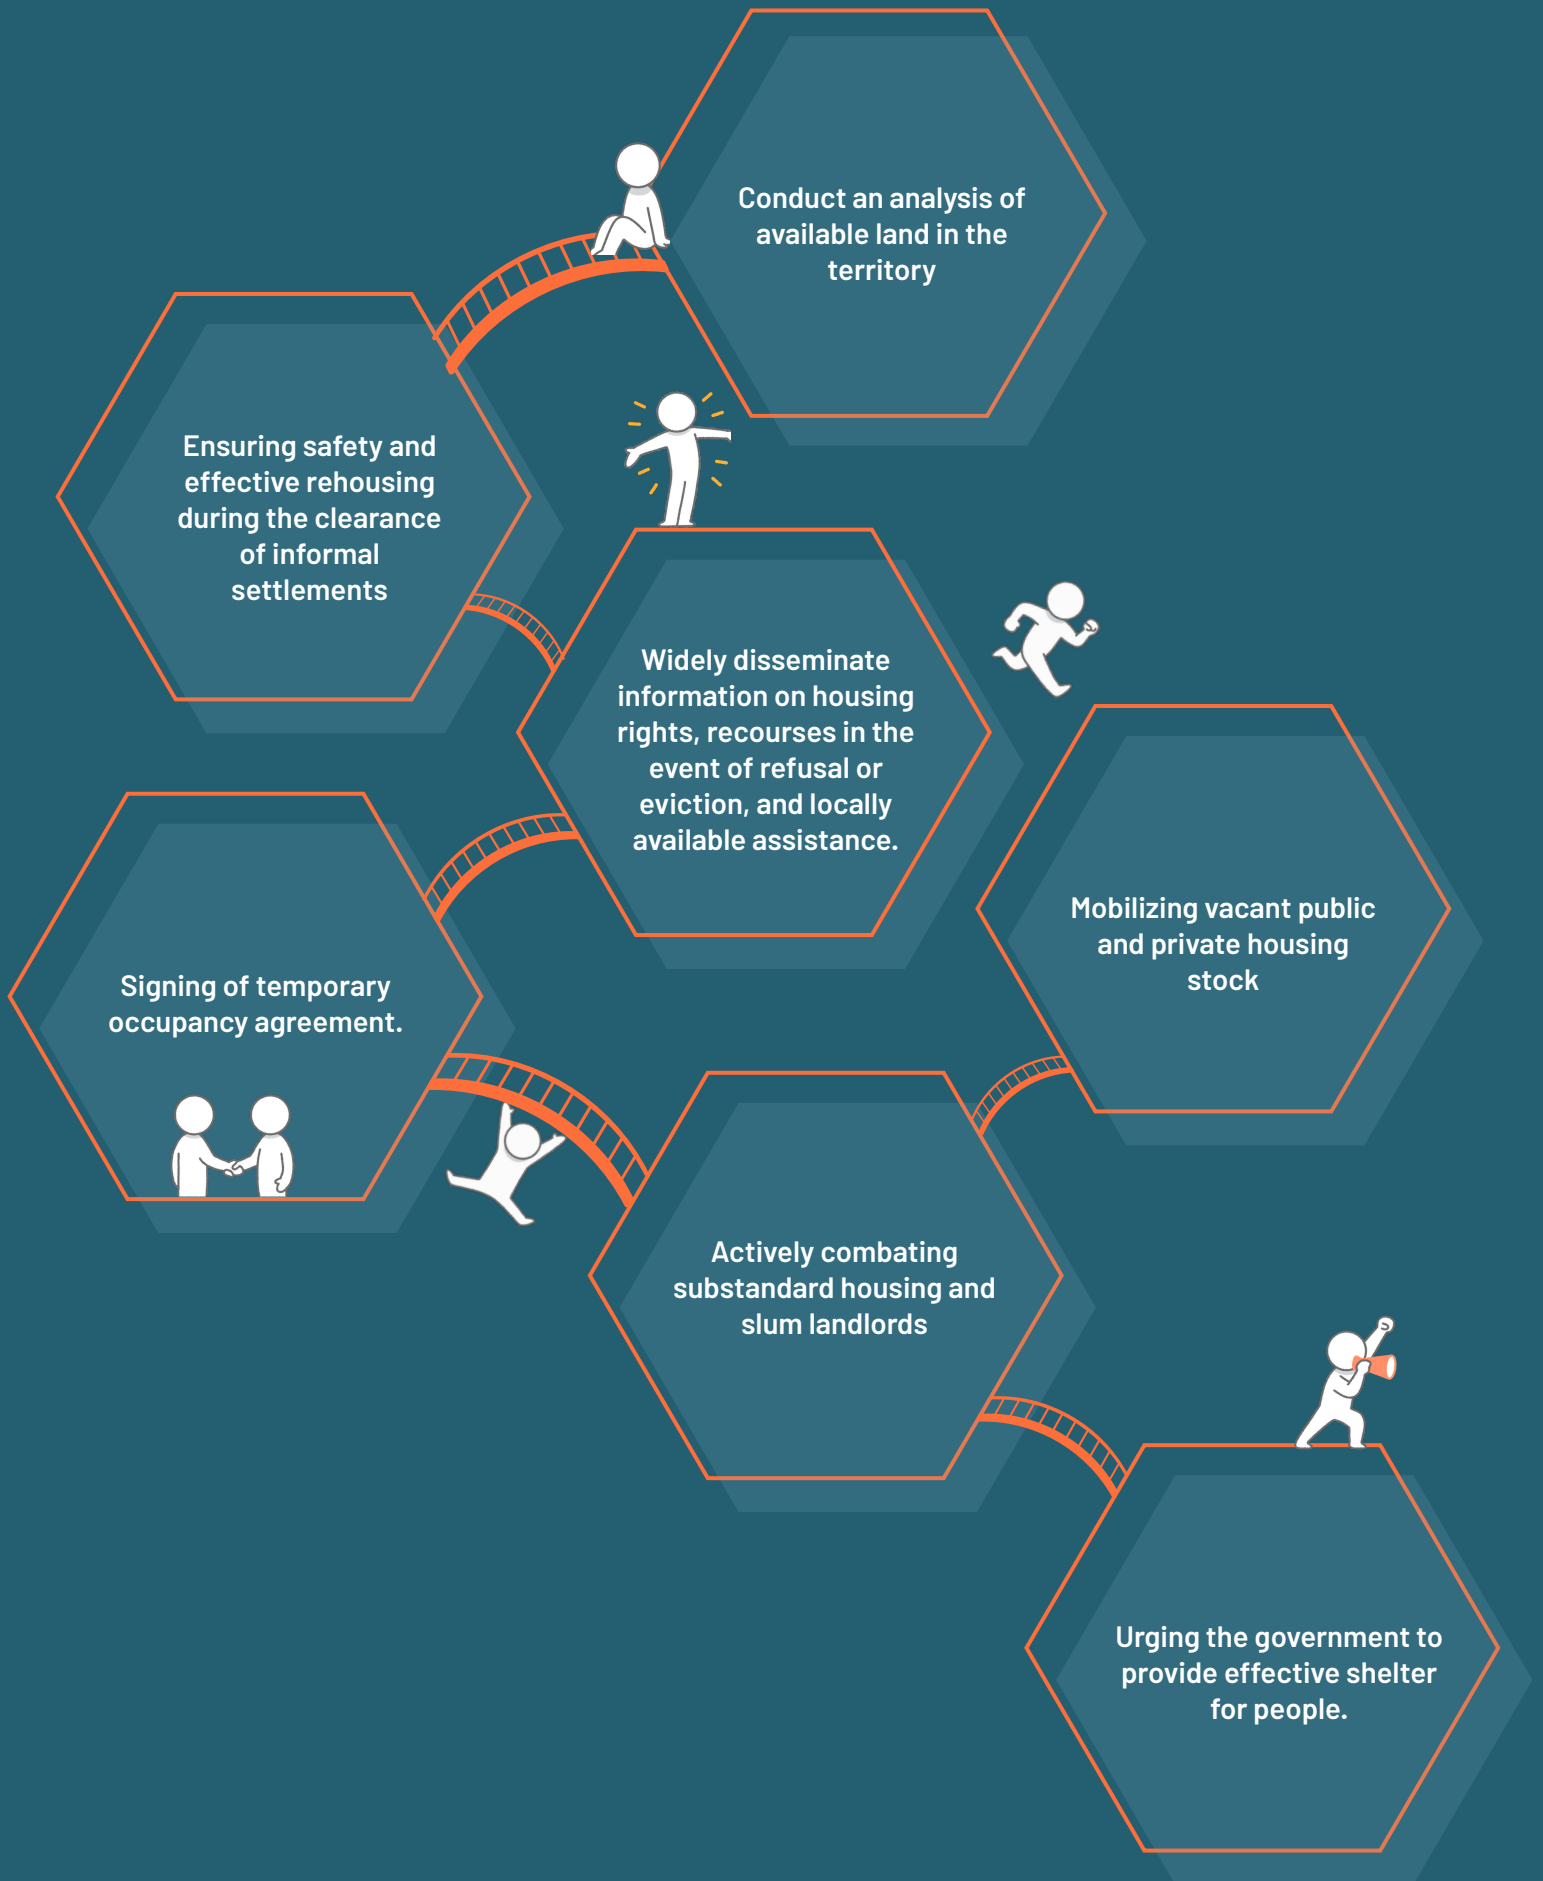 Conduct an analysis of
available land in the
territory
Ensuring safety and
effective rehousing
during the clearance
of informal
settlements
Widely disseminate
information on housing
rights, recourses in the
event of refusal or
eviction, and locally
available assistance.
Mobilizing vacant public
and private housing
stock
Signing of temporary
occupancy agreement.
Actively combating
substandard housing and
slum landlords
Urging the government to
provide effective shelter
for people.